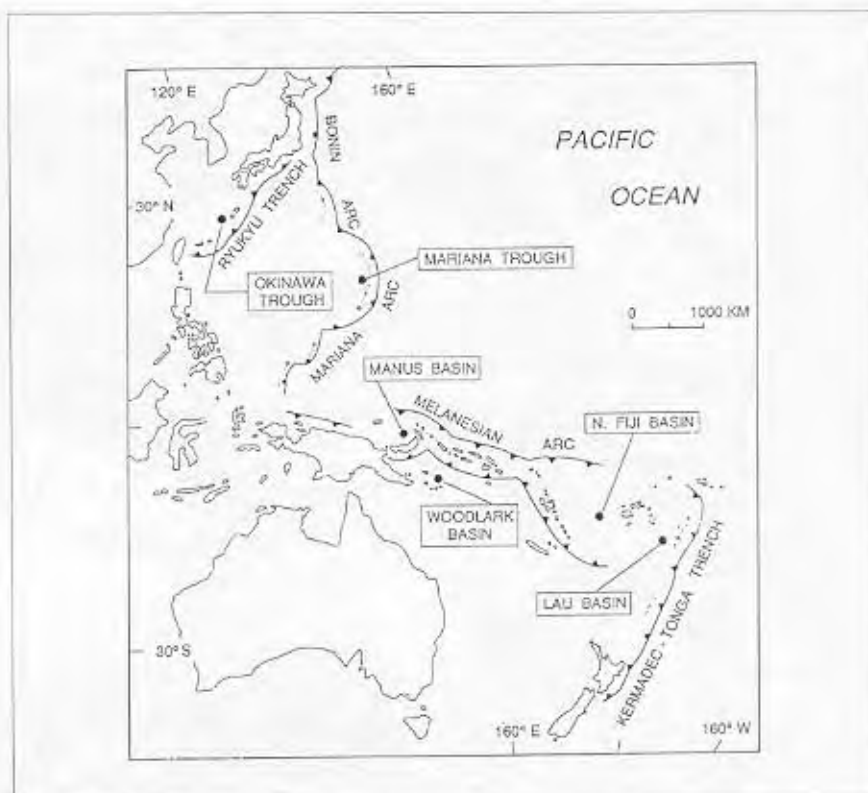 120° E
160° E
PACIFIC
OCEAN
BONIN
ARC
30° N
RYUKYU TRENCH
OKINAWA
TROUGH
MARIANA TROUGH
ARC
MARIANA
0 1000 KM
MANUS BASIN
MELANESIAN
ARC
N. FIJI BASIN
WOODLARK
BASIN
LAU BASIN
KERMADEC - TONGA TRENCH
30° S
160° E
160° W